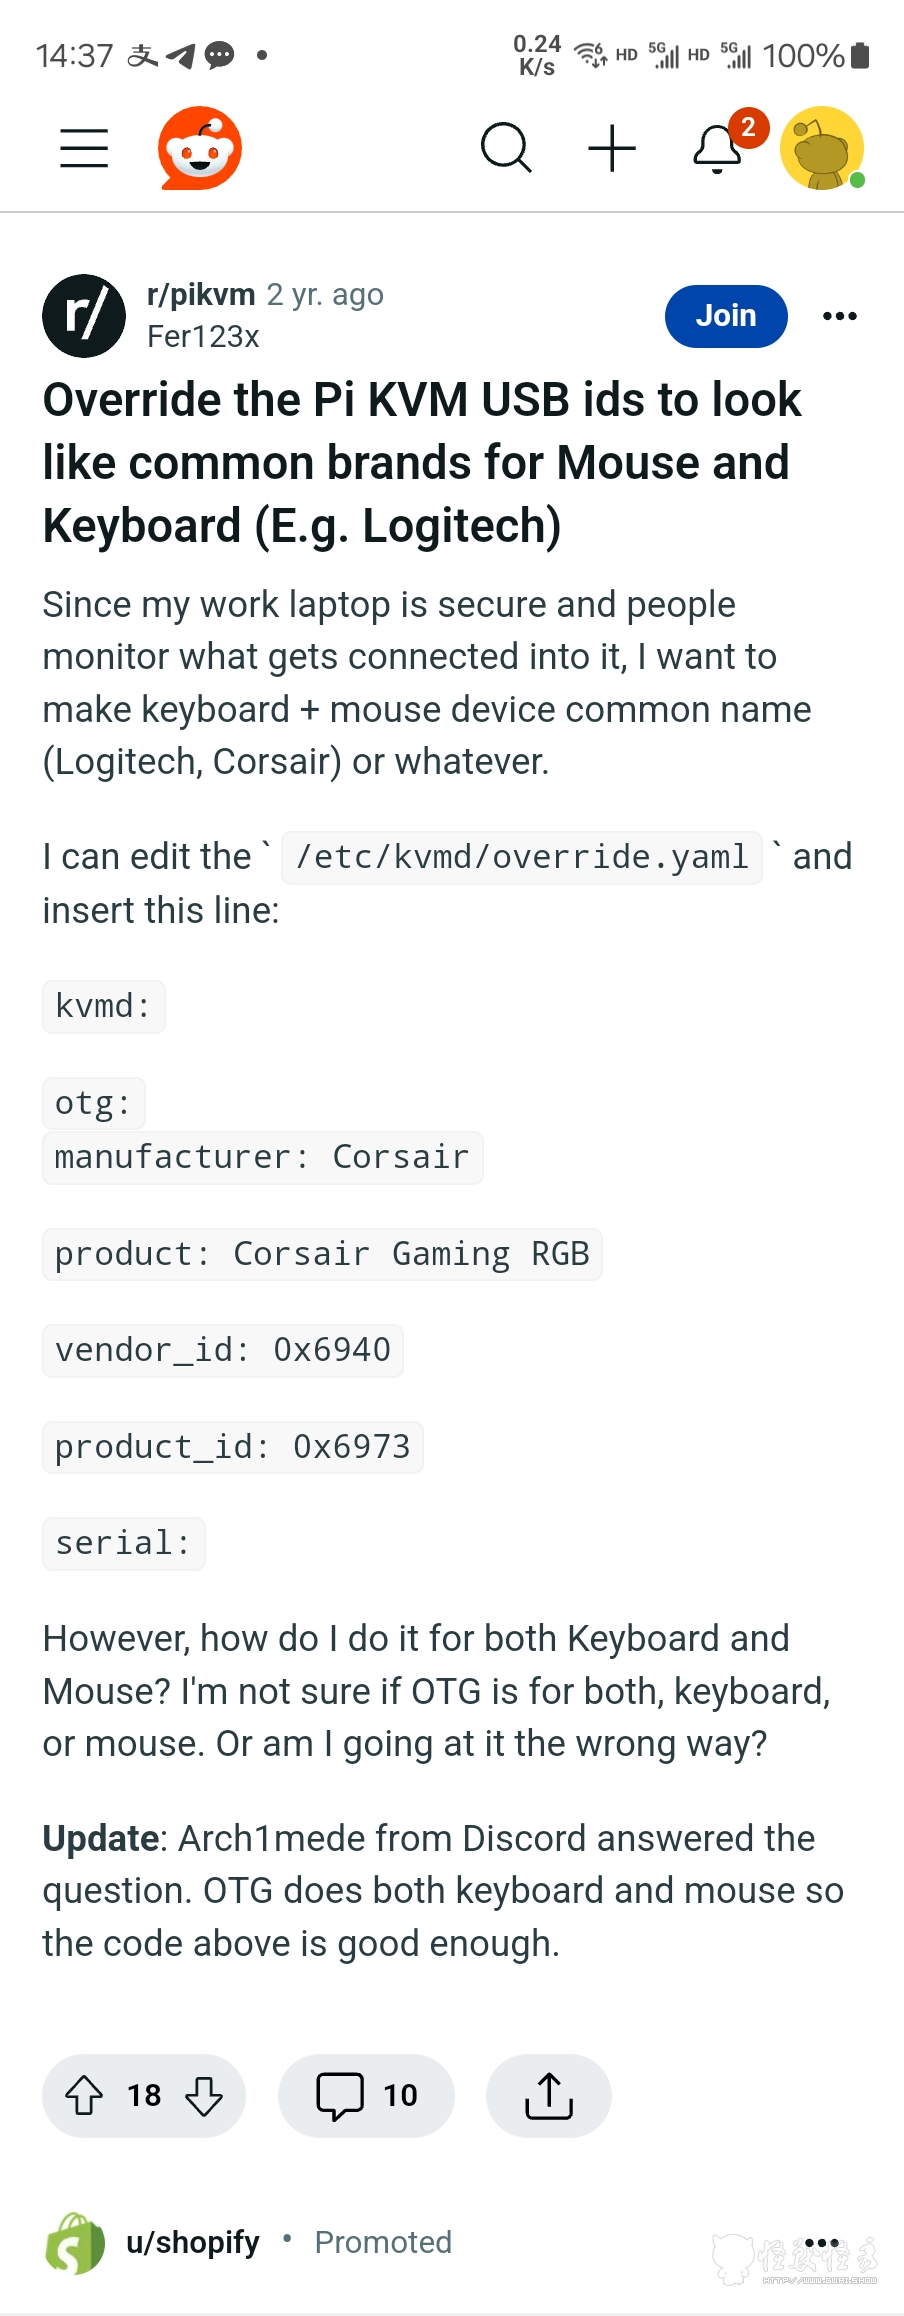 14:37 支 0.24 K/s 6 HD 5G HD 5G 100%
2
r/
r/pikvm 2 yr. ago
Fer123x
Join
Override the Pi KVM USB ids to look
like common brands for Mouse and
Keyboard (E.g. Logitech)
Since my work laptop is secure and people
monitor what gets connected into it, I want to
make keyboard + mouse device common name
(Logitech, Corsair) or whatever.
I can edit the ` /etc/kvmd/override.yaml ` and
insert this line:
kvmd:
otg:
manufacturer: Corsair
product: Corsair Gaming RGB
vendor_id: 0x6940
product_id: 0x6973
serial:
However, how do I do it for both Keyboard and
Mouse? I'm not sure if OTG is for both, keyboard,
or mouse. Or am I going at it the wrong way?
Update: Arch1mede from Discord answered the
question. OTG does both keyboard and mouse so
the code above is good enough.
18
10
u/shopify • Promoted
HTTP://WWW.GUAI.SHOW